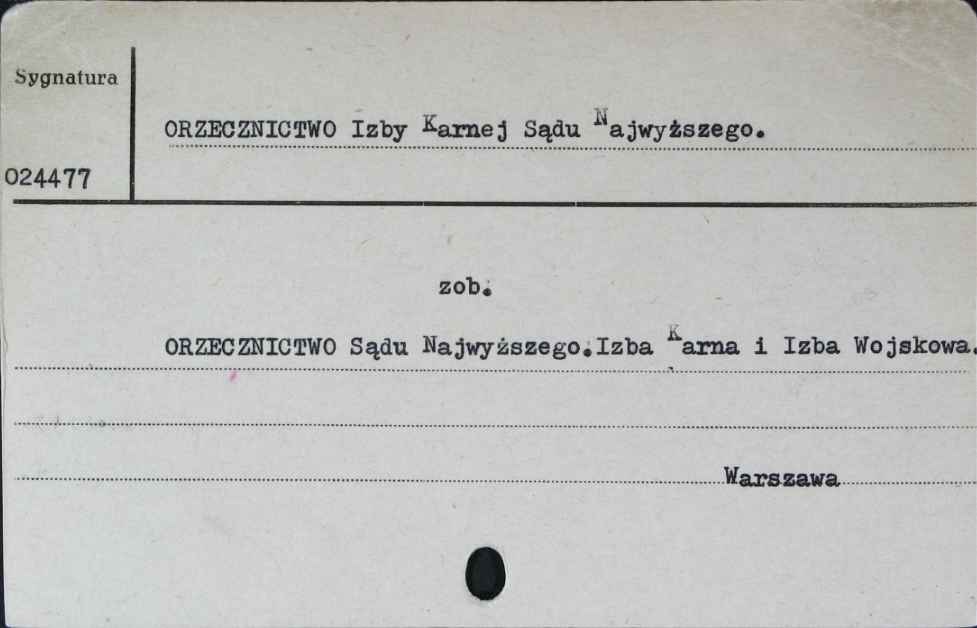 Sygnatura
ORZECZNICTWO Izby Karnej Sądu Najwyższego.
024477
zob.
ORZECZNICTWO Sądu Najwyższego.Izba Karna i Izba Wojskowa.
Warszawa